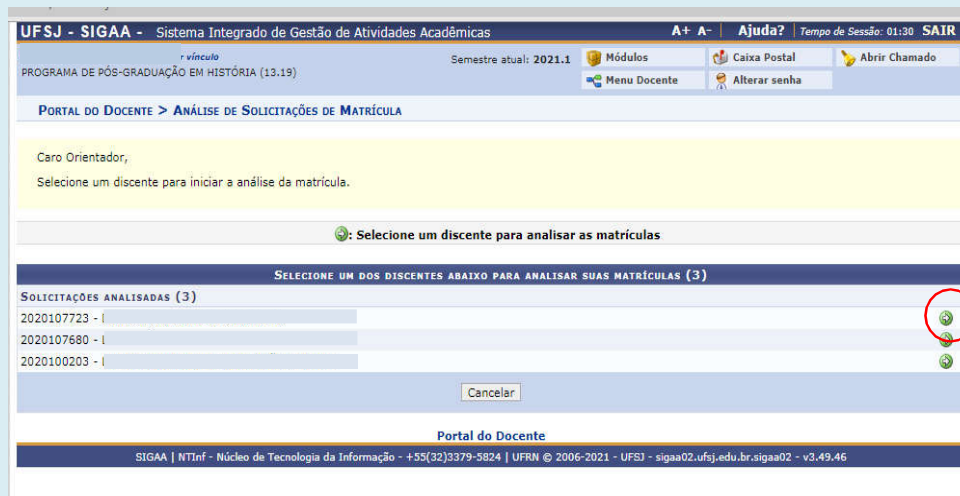 UFSJ - SIGAA - Sistema Integrado de Gestão de Atividades Acadêmicas A+ A- | Ajuda? | Tempo de Sessão: 01:30 SAIR
r vínculo
PROGRAMA DE PÓS-GRADUAÇÃO EM HISTÓRIA (13.19)
Semestre atual: 2021.1
Módulos Caixa Postal Abrir Chamado
Menu Docente Alterar senha
Portal do Docente > Análise de Solicitações de Matrícula
Caro Orientador,
Selecione um discente para iniciar a análise da matrícula.
: Selecione um discente para analisar as matrículas
Selecione um dos discentes abaixo para analisar suas matrículas (3)
Solicitações analisadas (3)
2020107723 -
2020107680 -
2020100203 -
Cancelar
Portal do Docente
SIGAA | NTInf - Núcleo de Tecnologia da Informação - +55(32)3379-5824 | UFRN © 2006-2021 - UFSJ - sigaa02.ufsj.edu.br.sigaa02 - v3.49.46